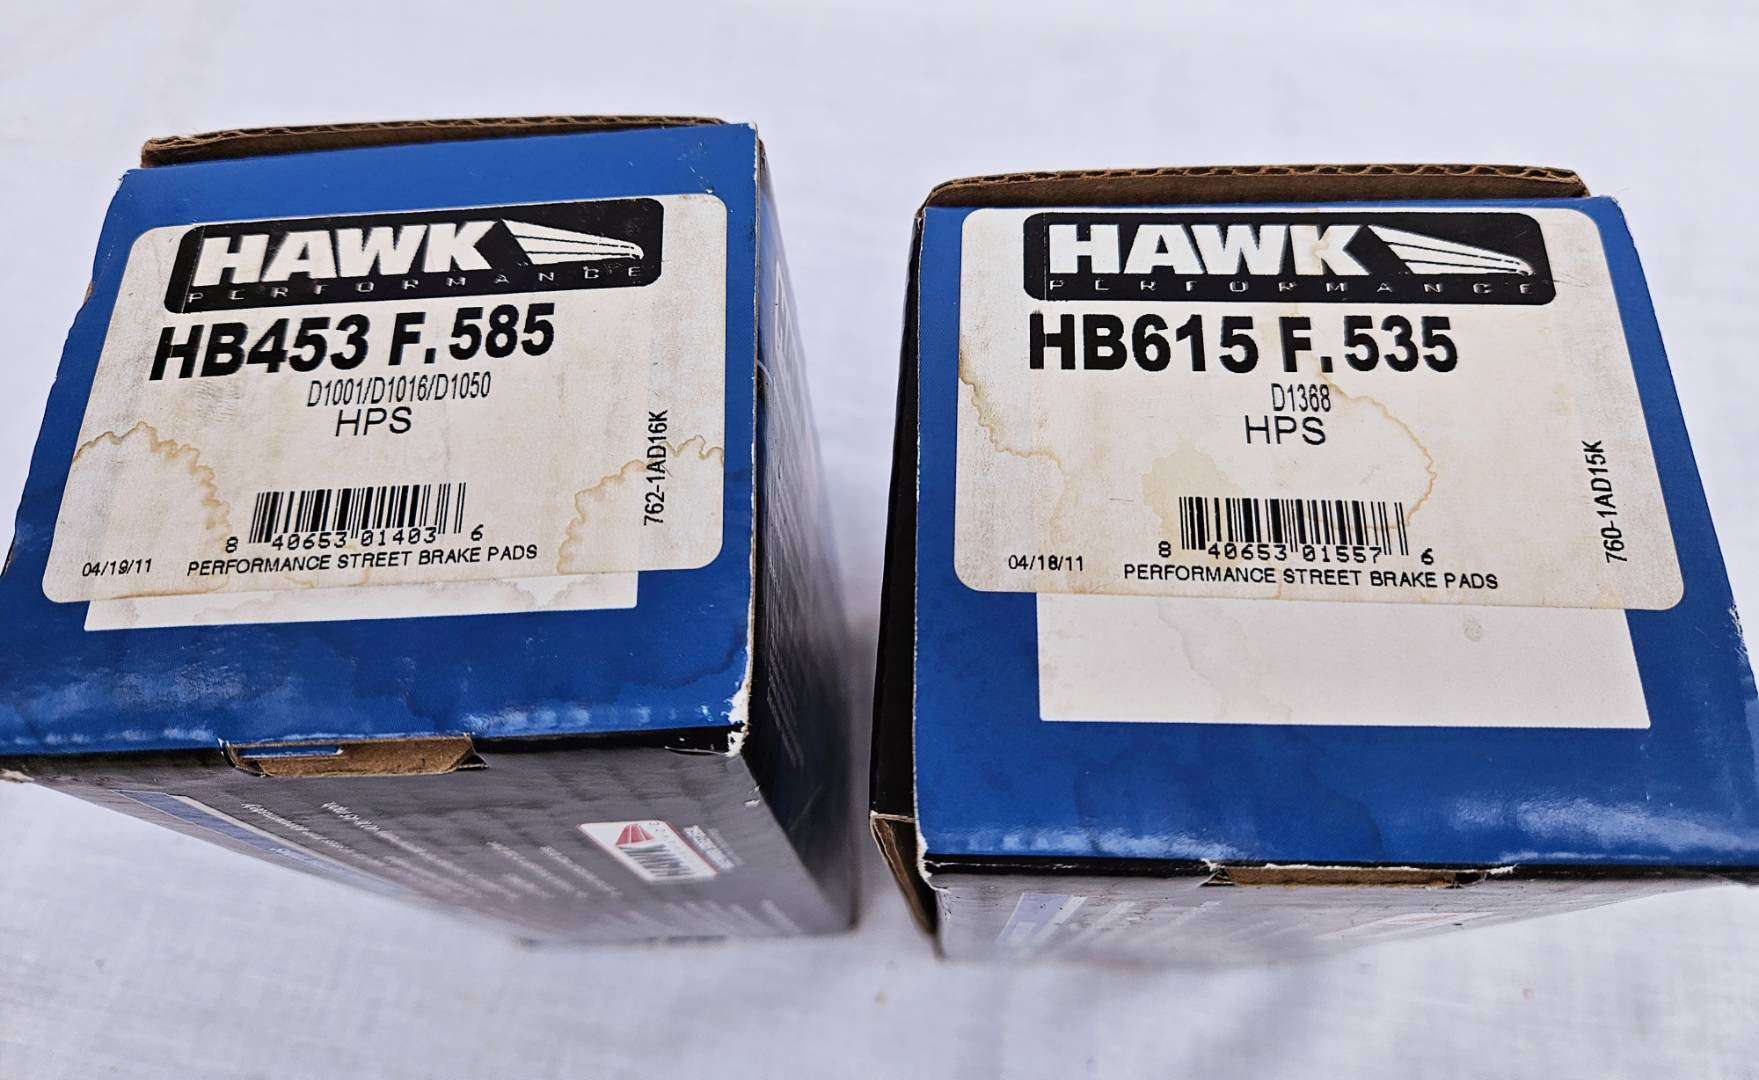 HAWK
PERFORMANCE
HB453 F.585
D1001/D1016/D1050
HPS
762-1AD16K
8 40653 01403 6
04/19/11 PERFORMANCE STREET BRAKE PADS
HAWK
HAWK
PERFORMANCE
HB615 F.535
D1368
HPS
760-1AD15K
8 40653 01557 6
04/18/11 PERFORMANCE STREET BRAKE PADS